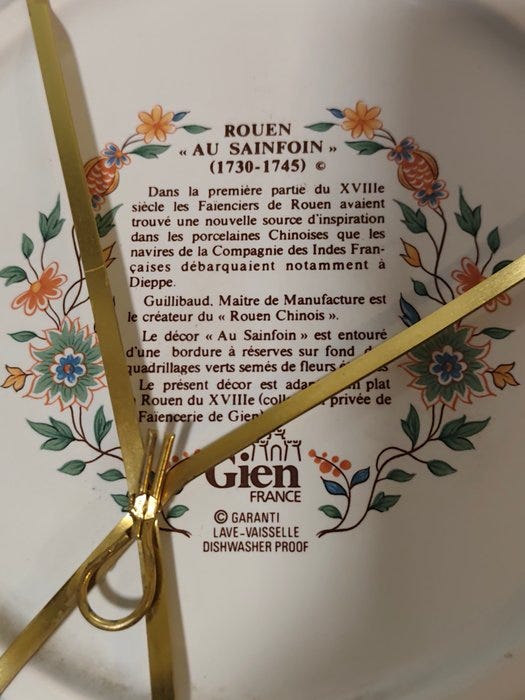 ROUEN
« AU SAINFOIN »
(1730-1745) ©
Dans la première partie du XVIIIe
siècle les Faïenciers de Rouen avaient
trouvé une nouvelle source d'inspiration
dans les porcelaines Chinoises que les
navires de la Compagnie des Indes Fran-
çaises débarquaient notamment à
Dieppe.
Guillibaud, Maître de Manufacture est
le créateur du « Rouen Chinois ».
Le décor « Au Sainfoin » est entouré
d'une bordure à réserves sur fond
quadrillages verts semés de fleurs
Le présent décor est plat
Rouen du XVIIIe privée de
Faïencerie de Gien)
Gien
FRANCE
© GARANTI
LAVE-VAISSELLE
DISHWASHER PROOF